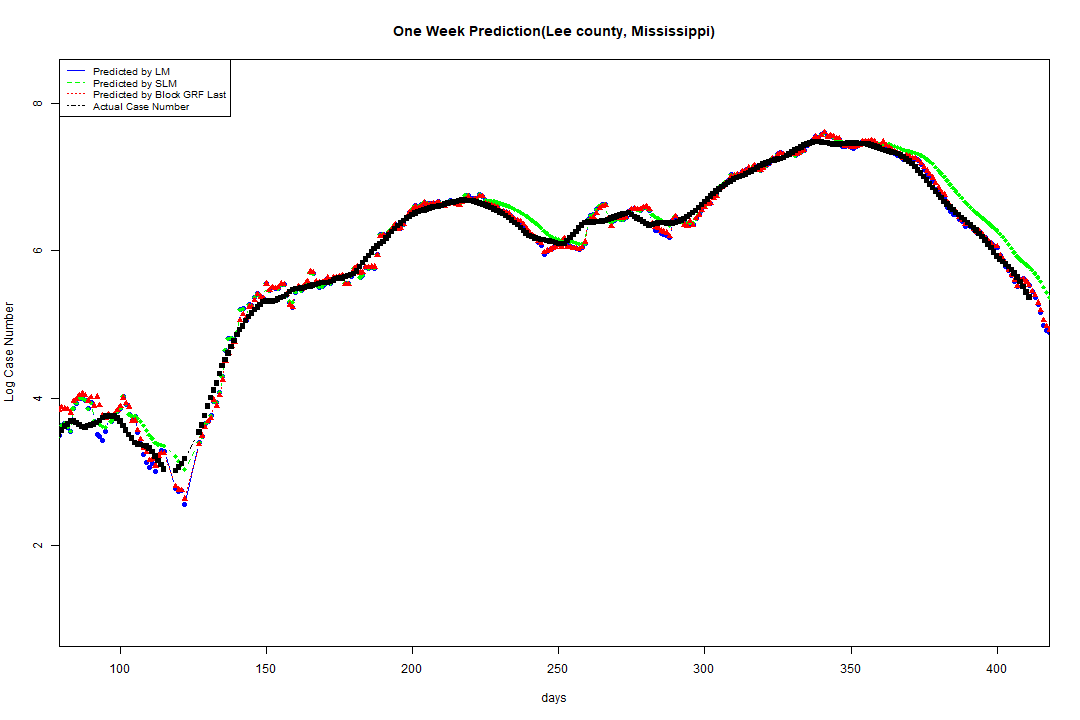 One Week Prediction(Lee county, Mississippi)
Predicted by LM
Predicted by SLM
Predicted by Block GRF Last
Actual Case Number
8
6
4
2
Log Case Number
100 150 200 250 300 350 400
days